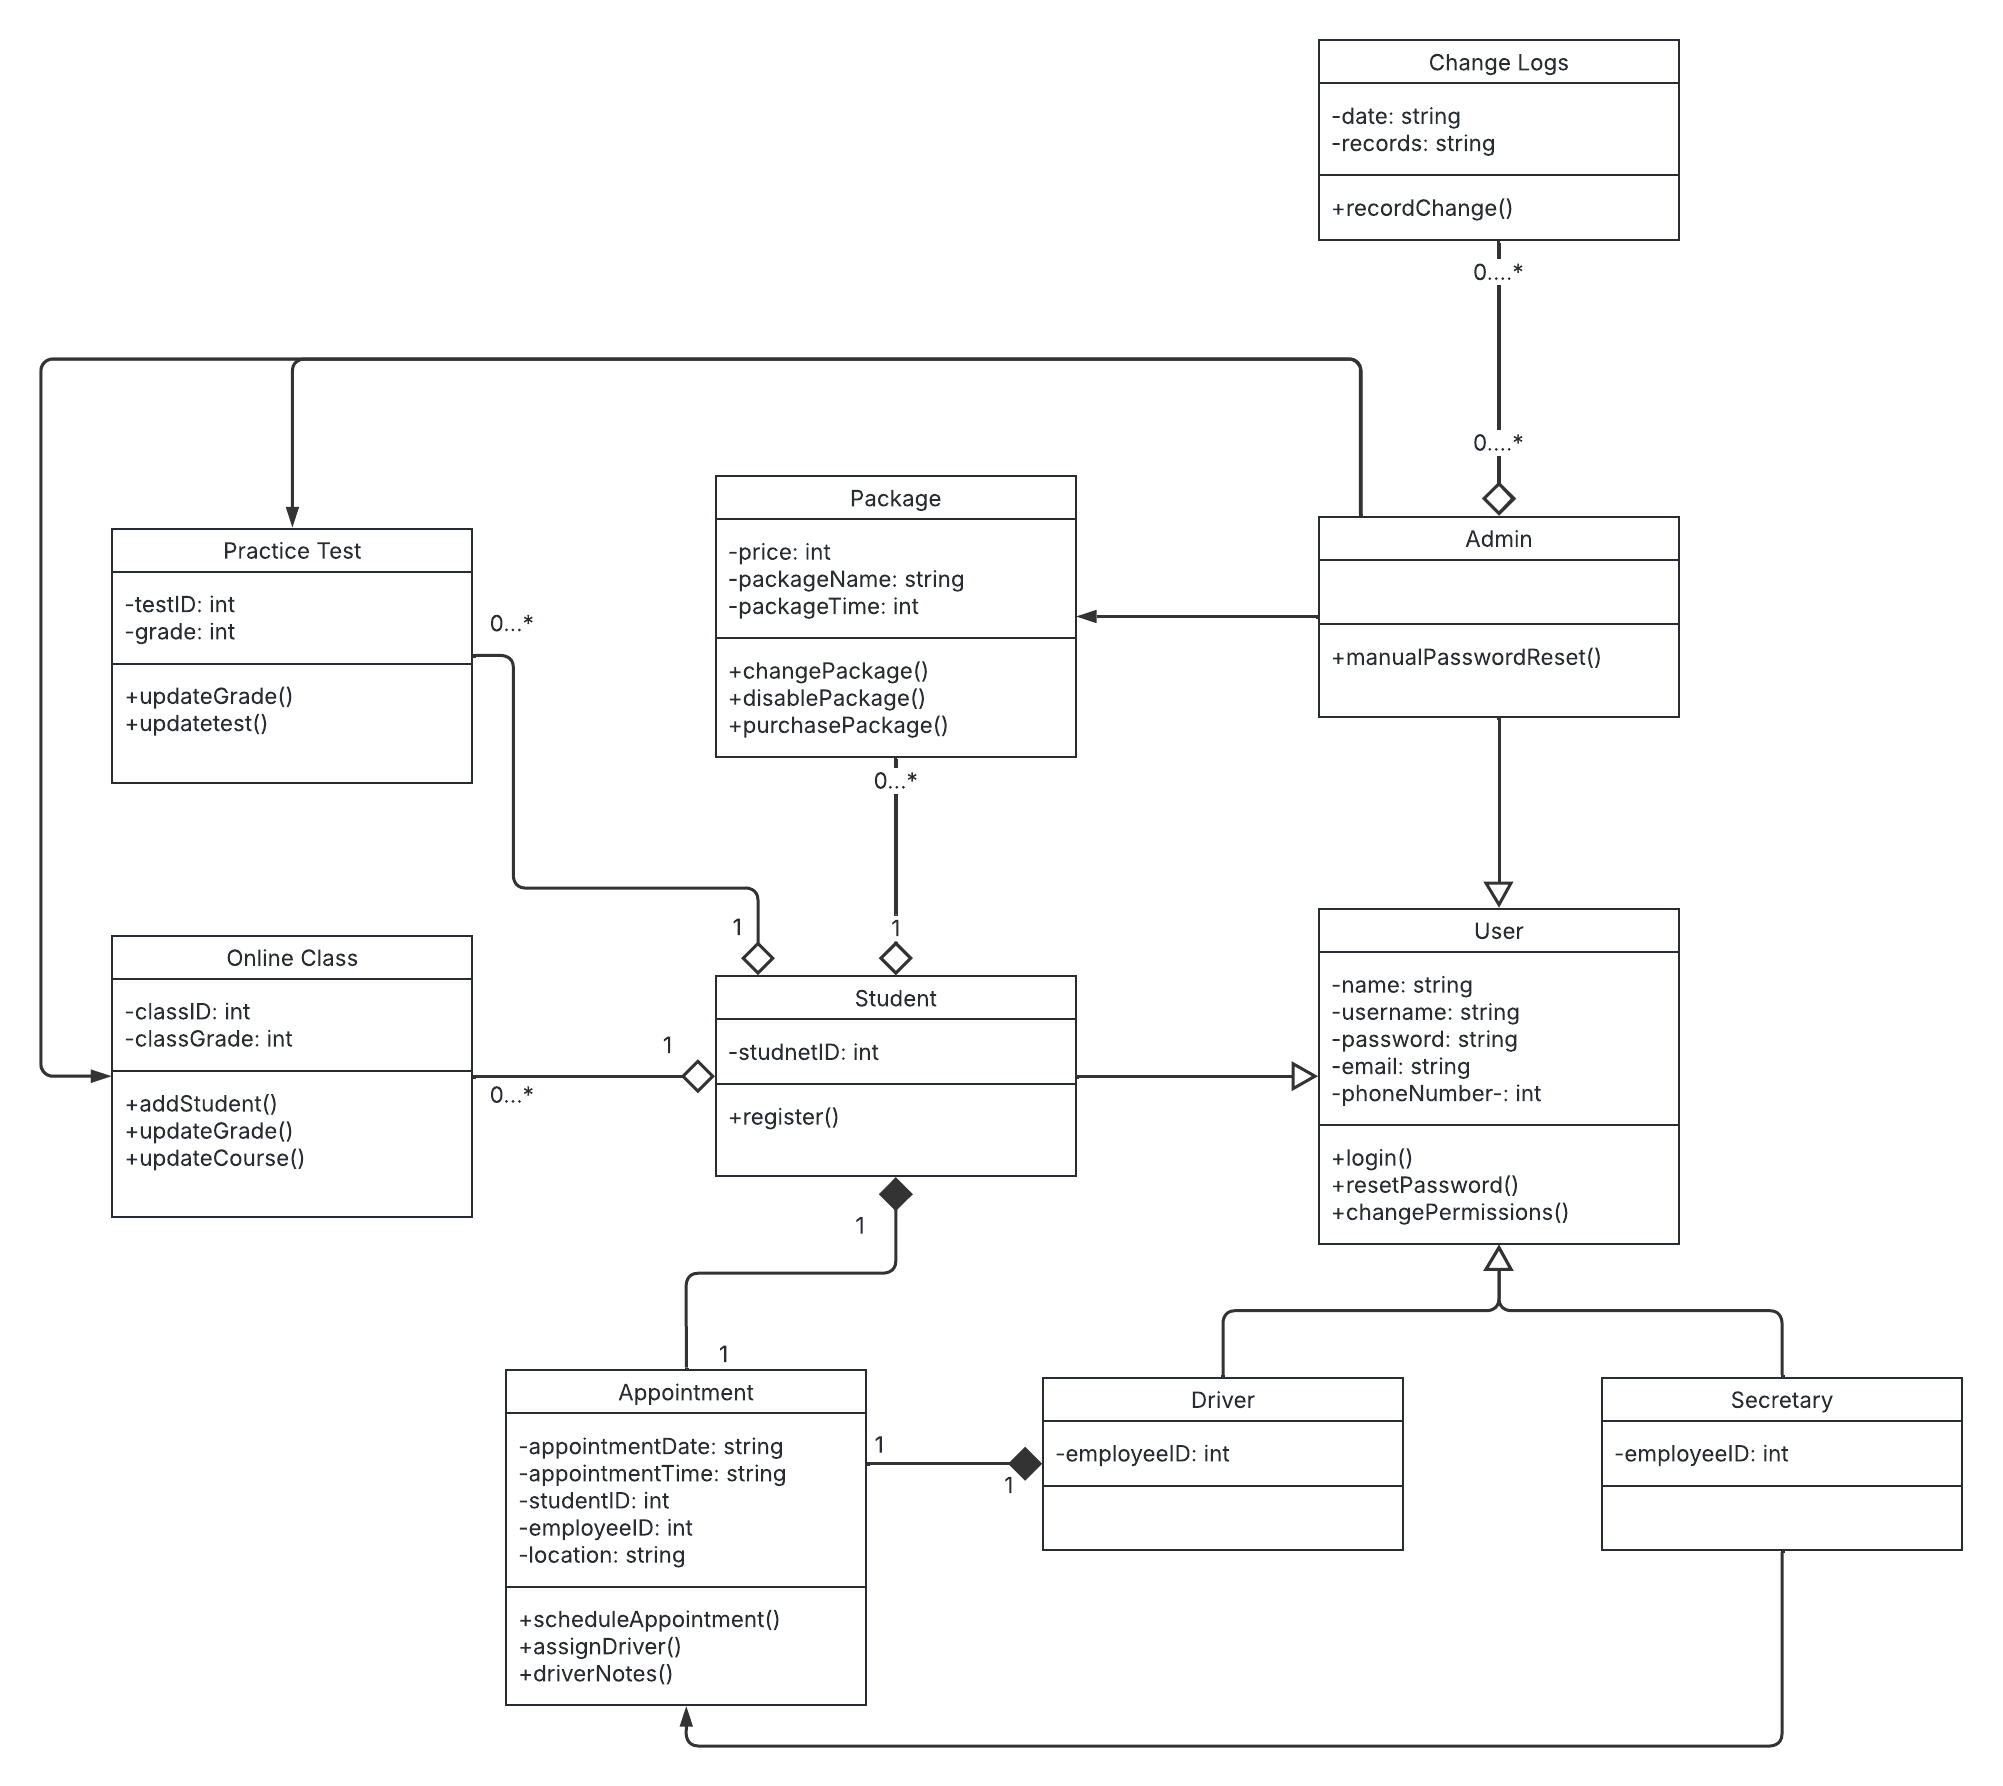 Change Logs
-date: string
-records: string
+recordChange()
0....*
0....*
Admin
+manualPasswordReset()
Package
-price: int
-packageName: string
-packageTime: int
+changePackage()
+disablePackage()
+purchasePackage()
0...*
1
Practice Test
-testID: int
-grade: int
+updateGrade()
+updatetest()
0...*
1
Online Class
-classID: int
-classGrade: int
+addStudent()
+updateGrade()
+updateCourse()
0...*
1
Student
-studnetID: int
+register()
1
1
User
-name: string
-username: string
-password: string
-email: string
-phoneNumber-: int
+login()
+resetPassword()
+changePermissions()
Appointment
-appointmentDate: string
-appointmentTime: string
-studentID: int
-employeeID: int
-location: string
+scheduleAppointment()
+assignDriver()
+driverNotes()
1
1
Driver
-employeeID: int
Secretary
-employeeID: int